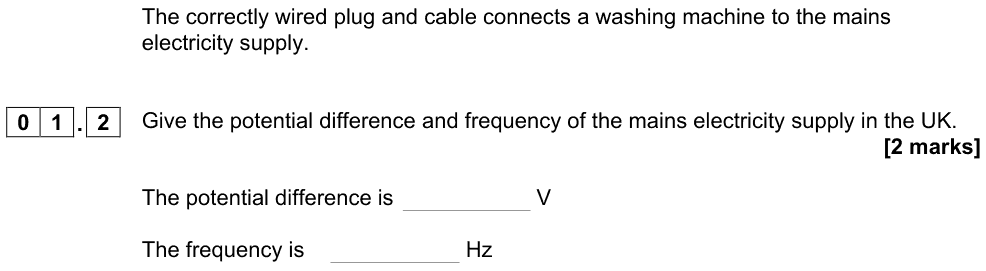 The correctly wired plug and cable connects a washing machine to the mains
electricity supply.
0 1 . 2 Give the potential difference and frequency of the mains electricity supply in the UK.
[2 marks]
The potential difference is ____________ V
The frequency is ____________ Hz